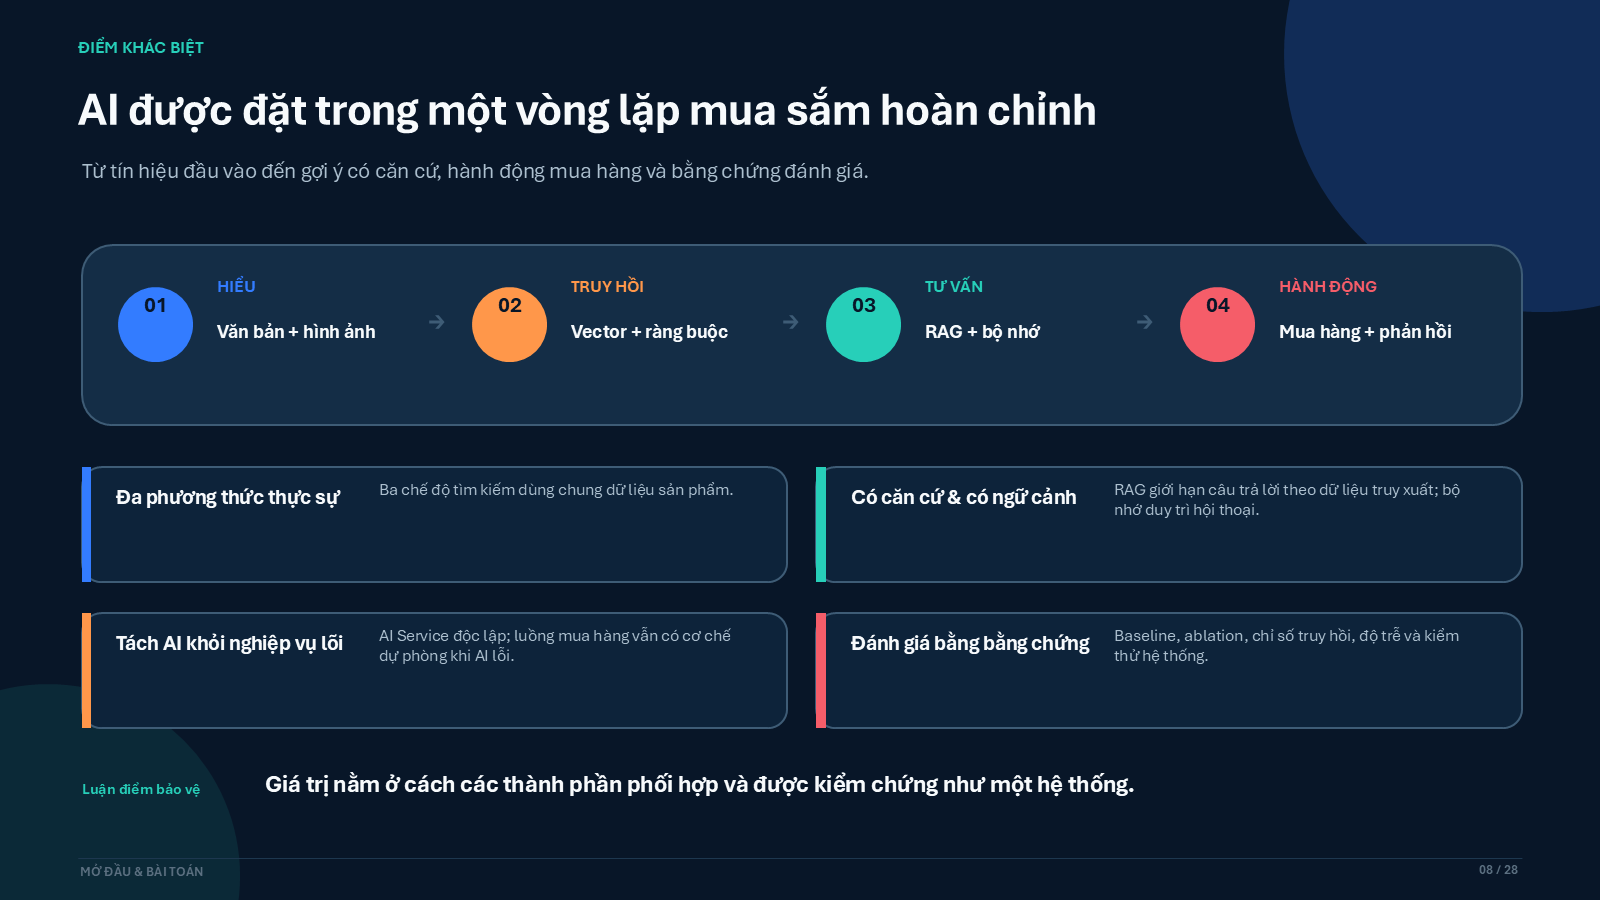 ĐIỂM KHÁC BIỆT
AI được đặt trong một vòng lặp mua sắm hoàn chỉnh
Từ tín hiệu đầu vào đến gợi ý có căn cứ, hành động mua hàng và bằng chứng đánh giá.
01
HIỂU
Văn bản + hình ảnh
→
02
TRUY HỒI
Vector + ràng buộc
→
03
TƯ VẤN
RAG + bộ nhớ
→
04
HÀNH ĐỘNG
Mua hàng + phản hồi
Đa phương thức thực sự
Ba chế độ tìm kiếm dùng chung dữ liệu sản phẩm.
Có căn cứ & có ngữ cảnh
RAG giới hạn câu trả lời theo dữ liệu truy xuất; bộ
nhớ duy trì hội thoại.
Tách AI khỏi nghiệp vụ lõi
AI Service độc lập; luồng mua hàng vẫn có cơ chế
dự phòng khi AI lỗi.
Đánh giá bằng bằng chứng
Baseline, ablation, chỉ số truy hồi, độ trễ và kiểm
thử hệ thống.
Luận điểm bảo vệ
Giá trị nằm ở cách các thành phần phối hợp và được kiểm chứng như một hệ thống.
MỞ ĐẦU & BÀI TOÁN
08 / 28